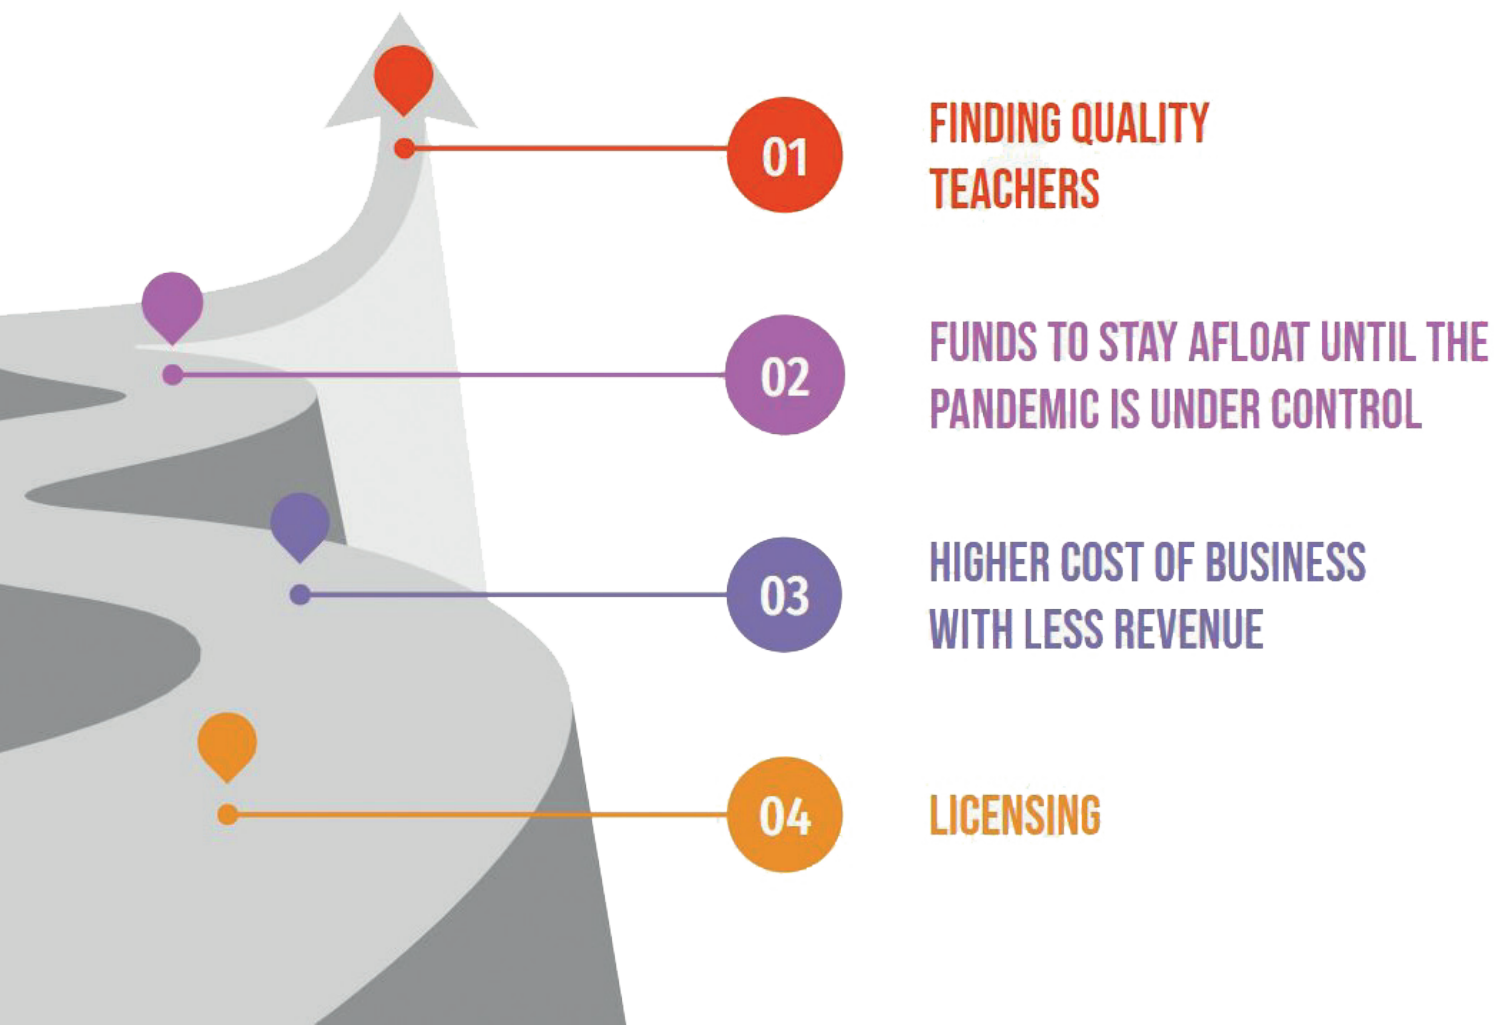 01
FINDING QUALITY
TEACHERS
02
FUNDS TO STAY AFLOAT UNTIL THE
PANDEMIC IS UNDER CONTROL
03
HIGHER COST OF BUSINESS
WITH LESS REVENUE
04
LICENSING